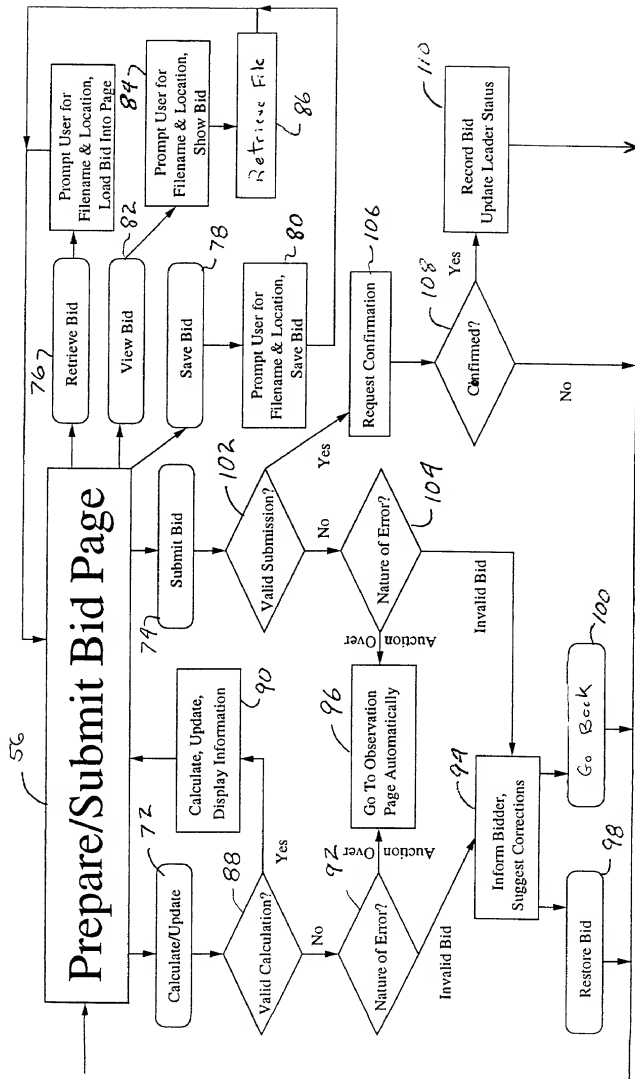 56
Prepare/Submit Bid Page
72
Calculate/Update
88
Valid Calculation?
Yes
No
90
Calculate, Update,
Display Information
92
Nature of Error?
Auction
Over
Invalid Bid
96
Go To Observation
Page Automatically
94
Inform Bidder,
Suggest Corrections
98
Restore Bid
100
Go Back
74
Submit Bid
102
Valid Submission?
Yes
No
104
Nature of Error?
Auction
Over
Invalid Bid
106
Request Confirmation
108
Confirmed?
Yes
No
110
Record Bid
Update Leader Status
76
Retrieve Bid
Prompt User for
Filename & Location,
Load Bid Into Page
82
View Bid
84
Prompt User for
Filename & Location,
Show Bid
86
Retrieve File
78
Save Bid
80
Prompt User for
Filename & Location,
Save Bid